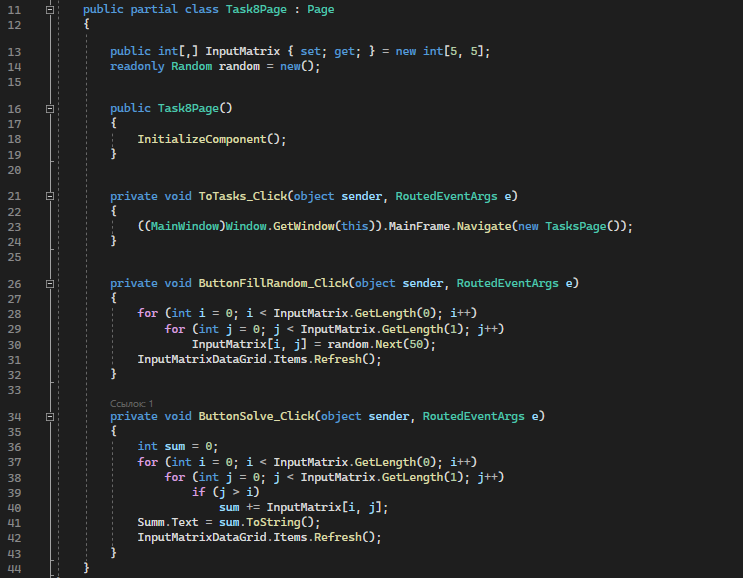 11 public partial class Task8Page : Page
12 {
13 public int[,] InputMatrix { set; get; } = new int[5, 5];
14 readonly Random random = new();
15
16 public Task8Page()
17 {
18 InitializeComponent();
19 }
20
21 private void ToTasks_Click(object sender, RoutedEventArgs e)
22 {
23 ((MainWindow)Window.GetWindow(this)).MainFrame.Navigate(new TasksPage());
24 }
25
26 private void ButtonFillRandom_Click(object sender, RoutedEventArgs e)
27 {
28 for (int i = 0; i < InputMatrix.GetLength(0); i++)
29 for (int j = 0; j < InputMatrix.GetLength(1); j++)
30 InputMatrix[i, j] = random.Next(50);
31 InputMatrixDataGrid.Items.Refresh();
32 }
33
Ссылок: 1
34 private void ButtonSolve_Click(object sender, RoutedEventArgs e)
35 {
36 int sum = 0;
37 for (int i = 0; i < InputMatrix.GetLength(0); i++)
38 for (int j = 0; j < InputMatrix.GetLength(1); j++)
39 if (j > i)
40 sum += InputMatrix[i, j];
41 Summ.Text = sum.ToString();
42 InputMatrixDataGrid.Items.Refresh();
43 }
44 }